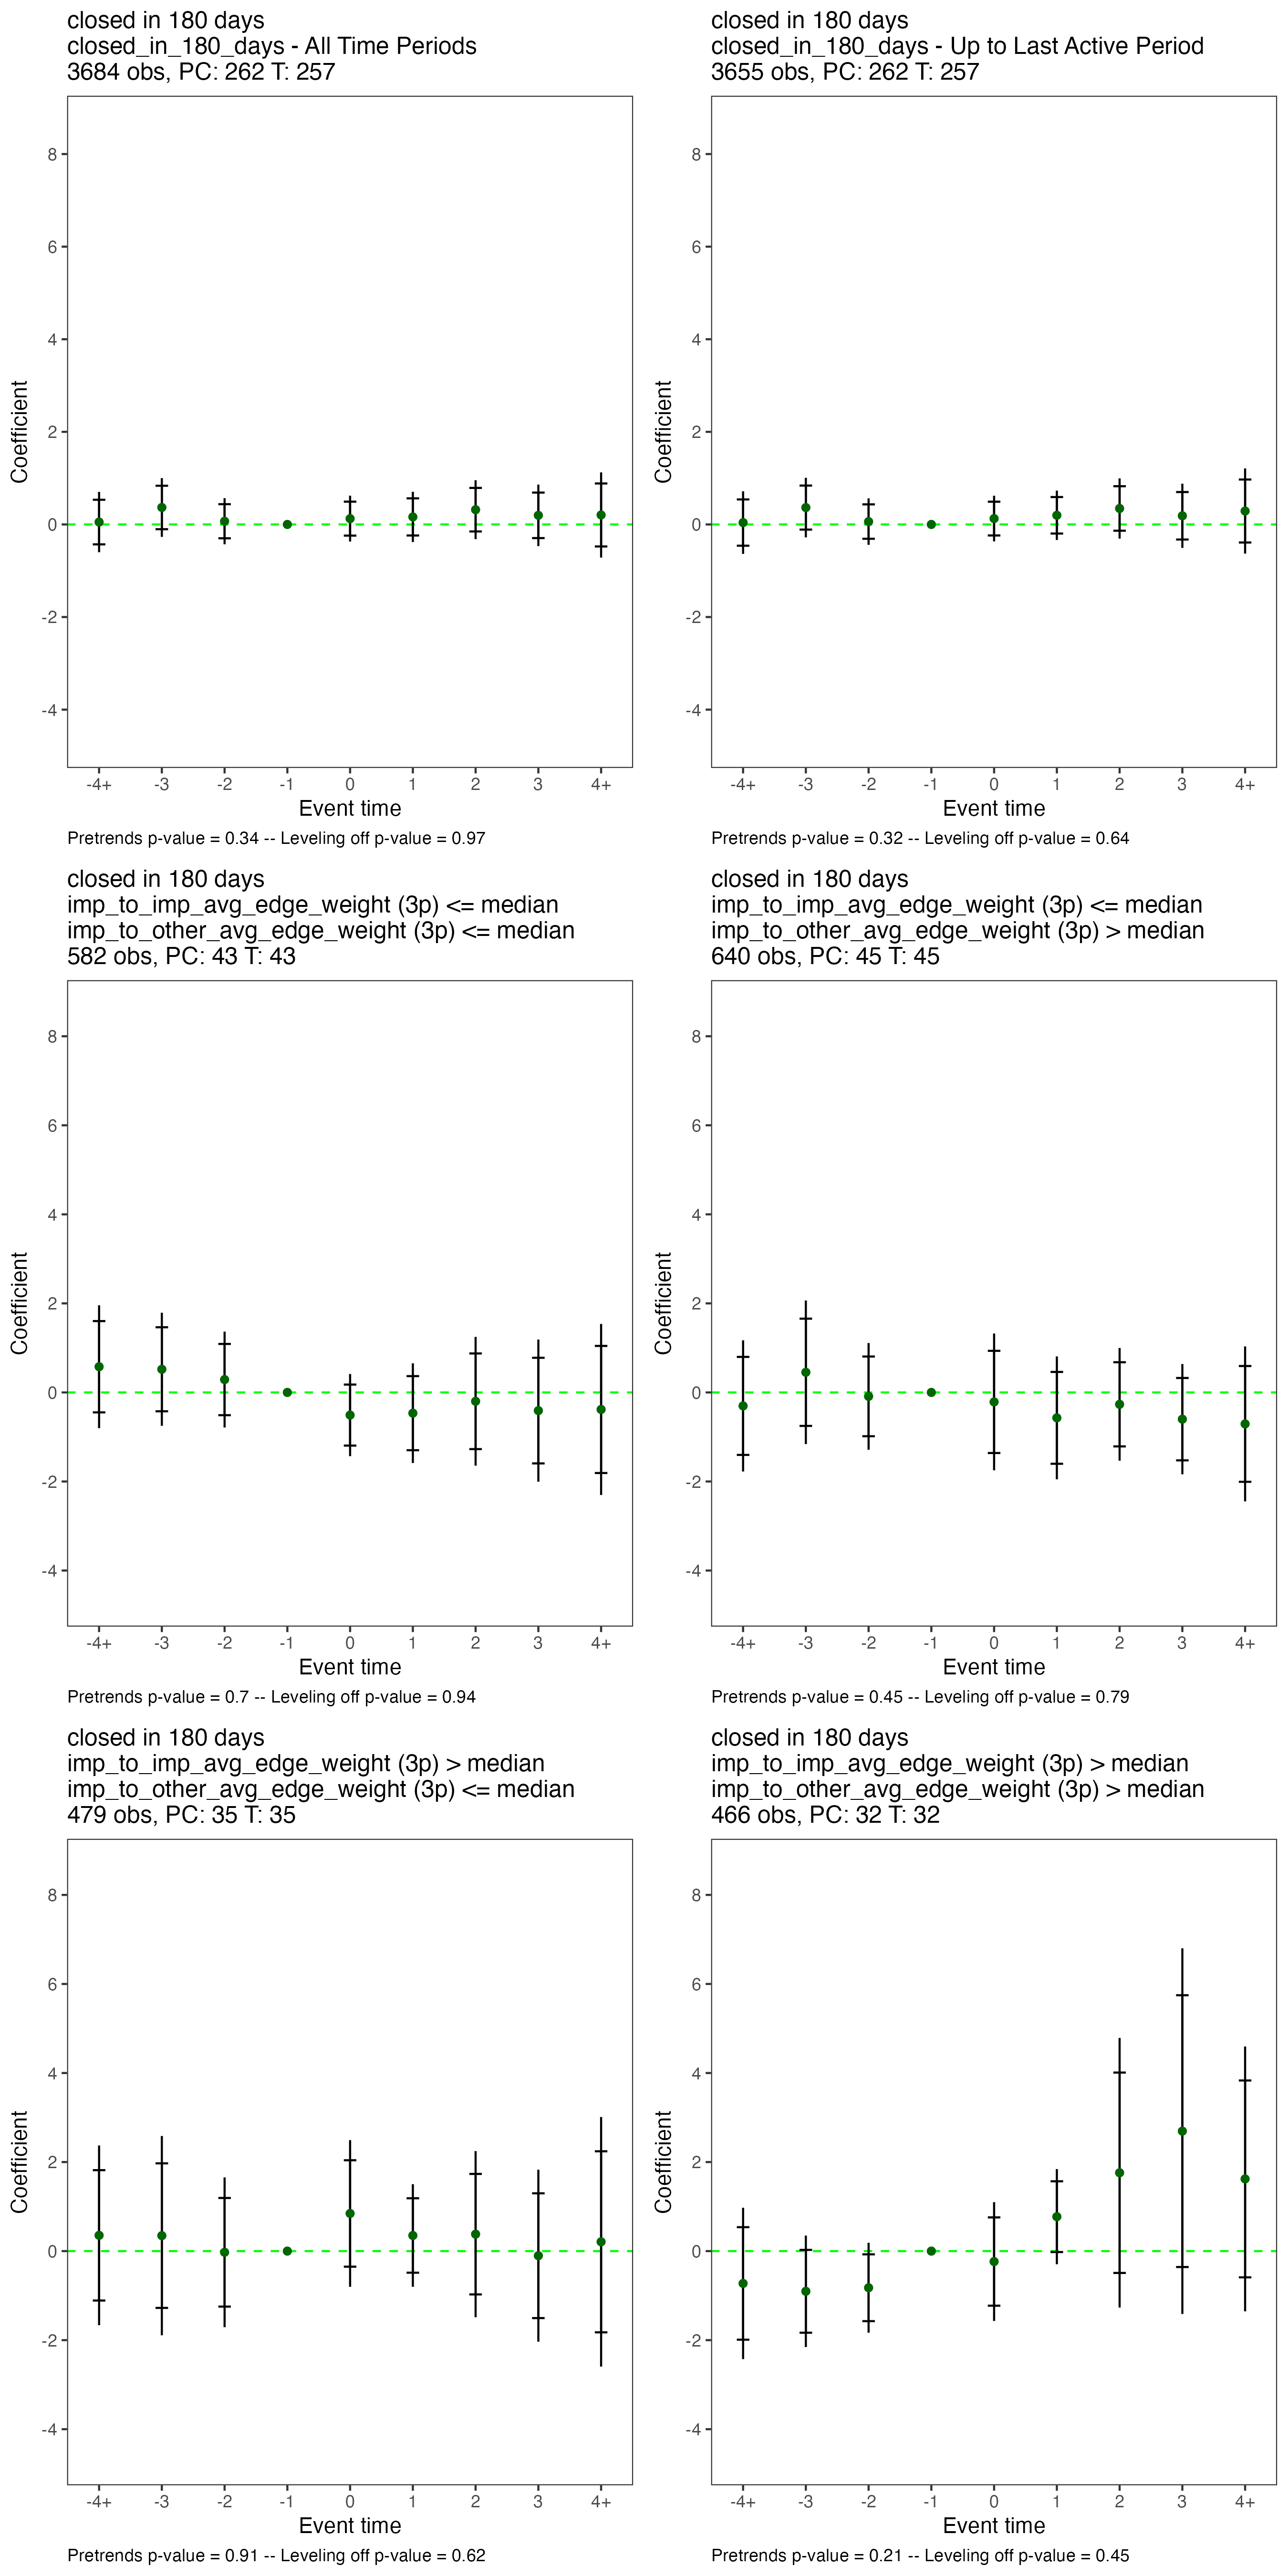 closed in 180 days
closed_in_180_days - All Time Periods
3684 obs, PC: 262 T: 257
8
6
4
2
0
-2
-4
Coefficient
-4+ -3 -2 -1 0 1 2 3 4+
Event time
Pretrends p-value = 0.34 -- Leveling off p-value = 0.97
closed in 180 days
closed_in_180_days - Up to Last Active Period
3655 obs, PC: 262 T: 257
8
6
4
2
0
-2
-4
Coefficient
-4+ -3 -2 -1 0 1 2 3 4+
Event time
Pretrends p-value = 0.32 -- Leveling off p-value = 0.64
closed in 180 days
imp_to_imp_avg_edge_weight (3p) <= median
imp_to_other_avg_edge_weight (3p) <= median
582 obs, PC: 43 T: 43
8
6
4
2
0
-2
-4
Coefficient
-4+ -3 -2 -1 0 1 2 3 4+
Event time
Pretrends p-value = 0.7 -- Leveling off p-value = 0.94
closed in 180 days
imp_to_imp_avg_edge_weight (3p) <= median
imp_to_other_avg_edge_weight (3p) > median
640 obs, PC: 45 T: 45
8
6
4
2
0
-2
-4
Coefficient
-4+ -3 -2 -1 0 1 2 3 4+
Event time
Pretrends p-value = 0.45 -- Leveling off p-value = 0.79
closed in 180 days
imp_to_imp_avg_edge_weight (3p) > median
imp_to_other_avg_edge_weight (3p) <= median
479 obs, PC: 35 T: 35
8
6
4
2
0
-2
-4
Coefficient
-4+ -3 -2 -1 0 1 2 3 4+
Event time
Pretrends p-value = 0.91 -- Leveling off p-value = 0.62
closed in 180 days
imp_to_imp_avg_edge_weight (3p) > median
imp_to_other_avg_edge_weight (3p) > median
466 obs, PC: 32 T: 32
8
6
4
2
0
-2
-4
Coefficient
-4+ -3 -2 -1 0 1 2 3 4+
Event time
Pretrends p-value = 0.21 -- Leveling off p-value = 0.45